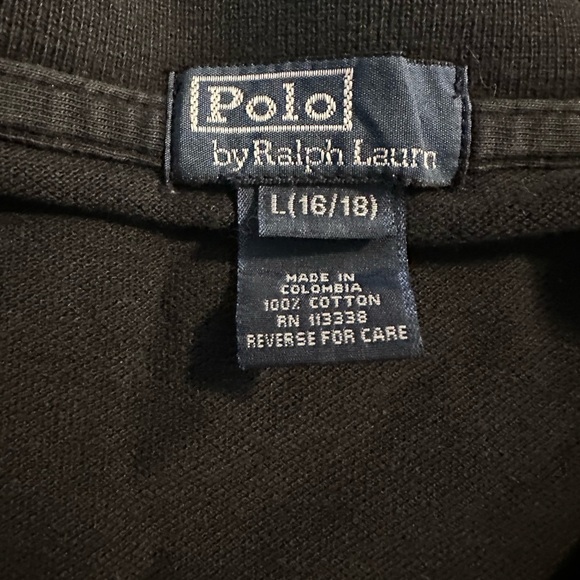 Polo
by Ralph Lauren
L(16/18)
MADE IN
COLOMBIA
100% COTTON
RN 113338
REVERSE FOR CARE